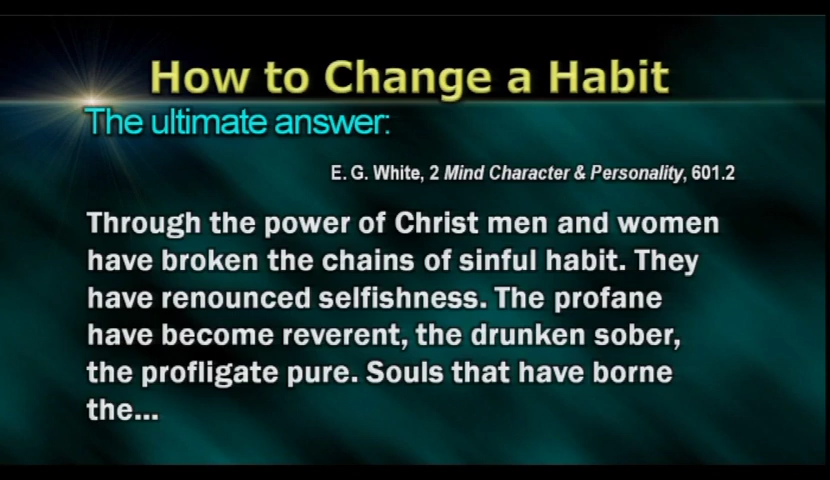 How to Change a Habit
The ultimate answer:
E. G. White, 2 Mind Character & Personality, 601.2
Through the power of Christ men and women
have broken the chains of sinful habit. They
have renounced selfishness. The profane
have become reverent, the drunken sober,
the profligate pure. Souls that have borne
the...